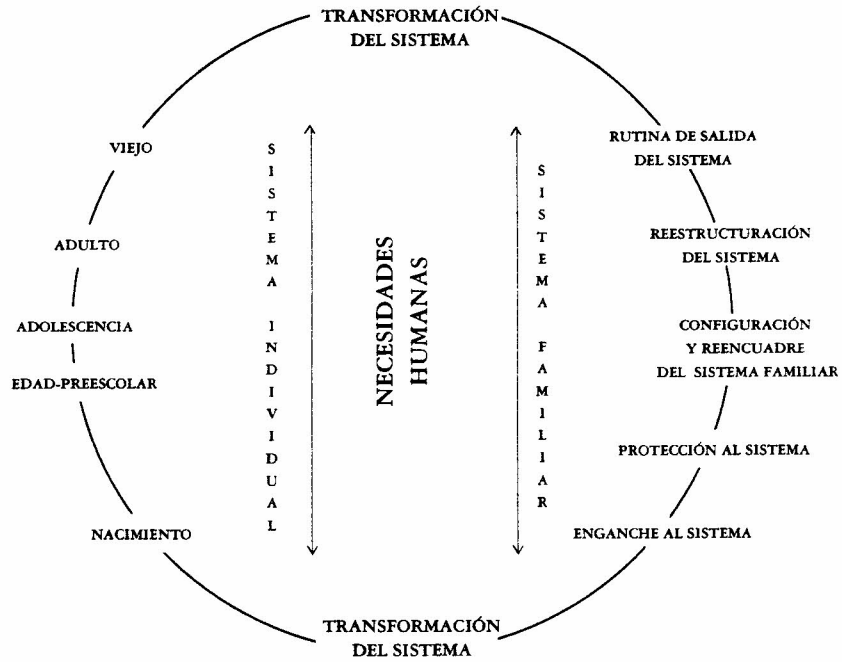 TRANSFORMACIÓN
DEL SISTEMA
VIEJO
ADULTO
ADOLESCENCIA
EDAD-PREESCOLAR
NACIMIENTO
SISTEMA INDIVIDUAL
NECESIDADES
HUMANAS
SISTEMA FAMILIAR
RUTINA DE SALIDA
DEL SISTEMA
REESTRUCTURACIÓN
DEL SISTEMA
CONFIGURACIÓN
Y REENCUADRE
DEL SISTEMA FAMILIAR
PROTECCIÓN AL SISTEMA
ENGANCHE AL SISTEMA
TRANSFORMACIÓN
DEL SISTEMA